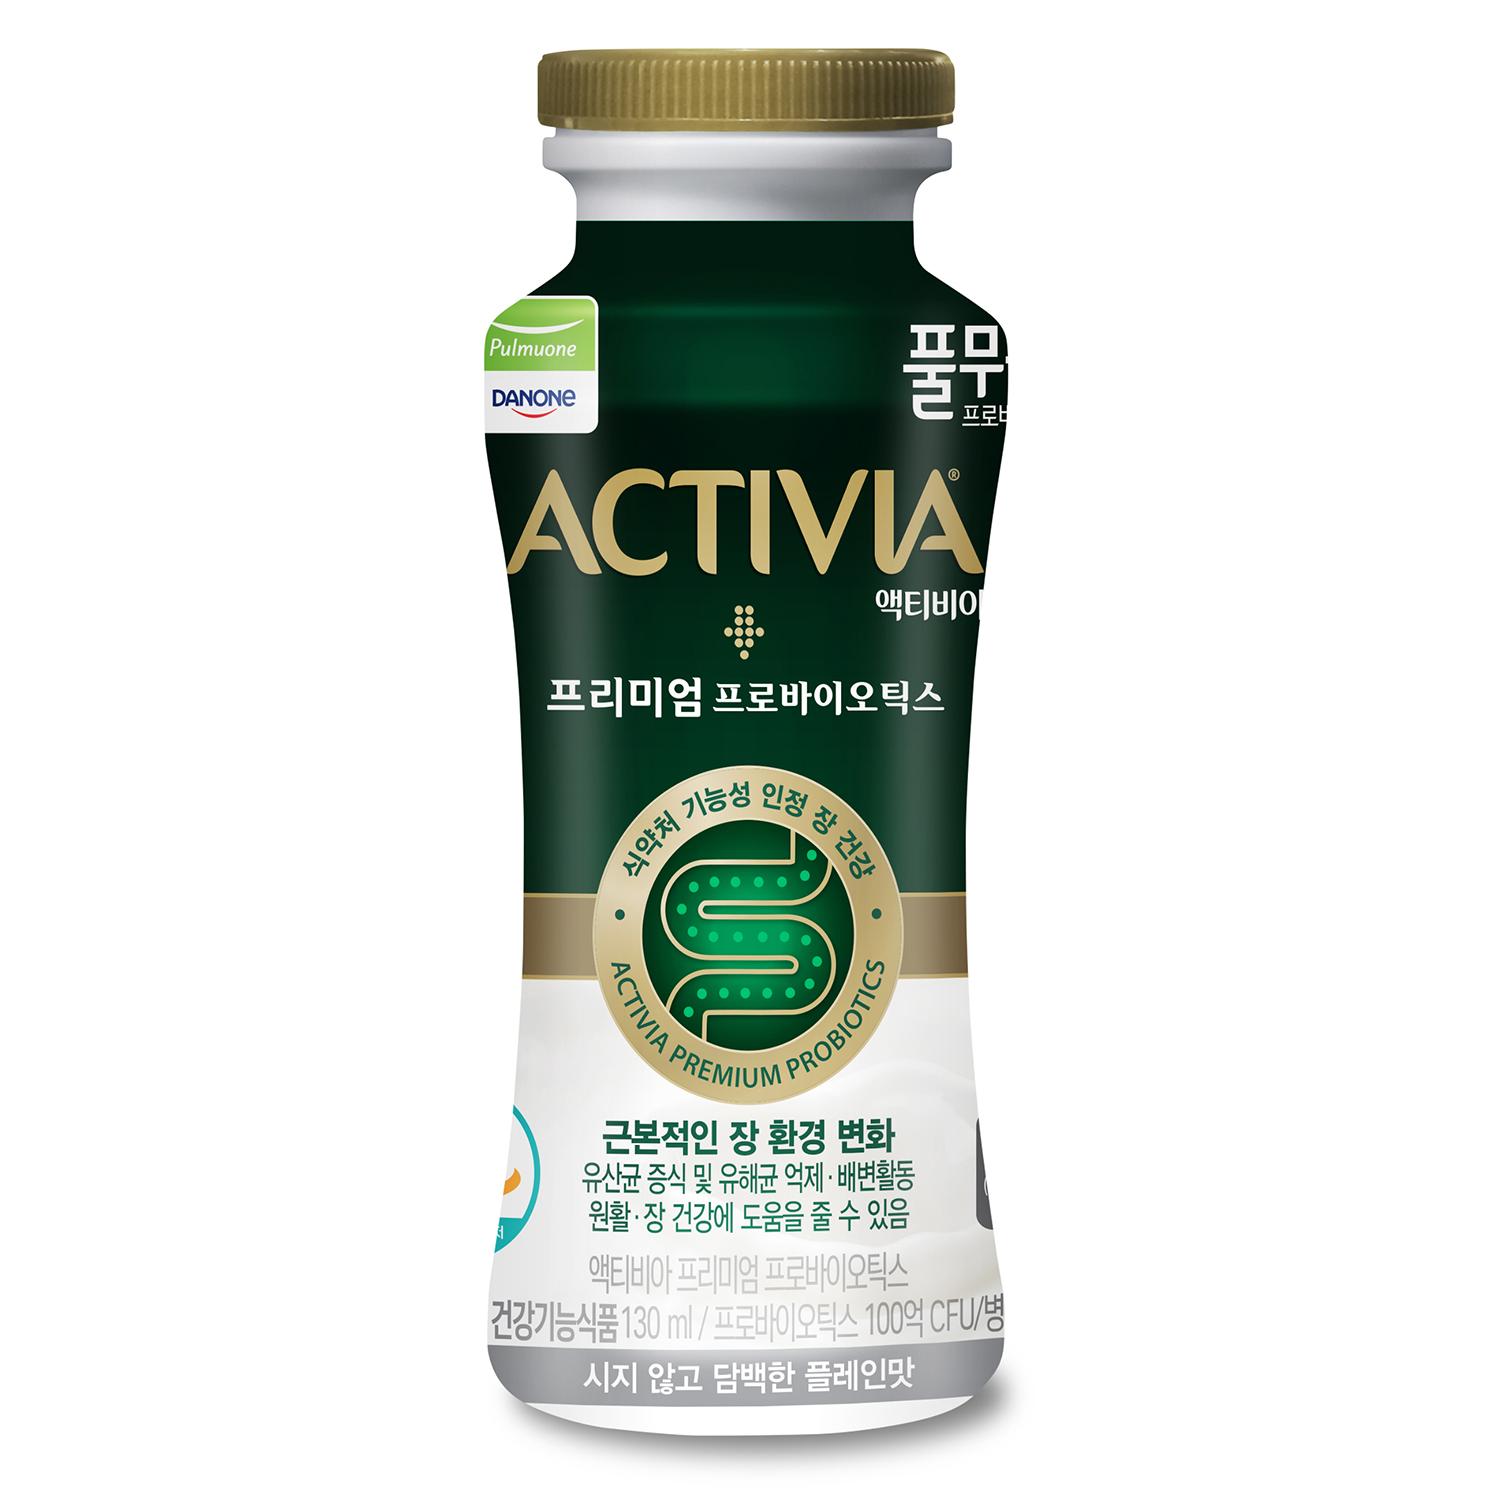 Pulmuone
DANONE
풀무
프로
ACTIVIA®
액티비아
프리미엄 프로바이오틱스
식약처 기능성 인정 장 건강
ACTIVIA PREMIUM PROBIOTICS
근본적인 장 환경 변화
유산균 증식 및 유해균 억제·배변활동
원활·장 건강에 도움을 줄 수 있음
액티비아 프리미엄 프로바이오틱스
건강기능식품 130 ml / 프로바이오틱스 100억 CFU/병
시지 않고 담백한 플레인맛